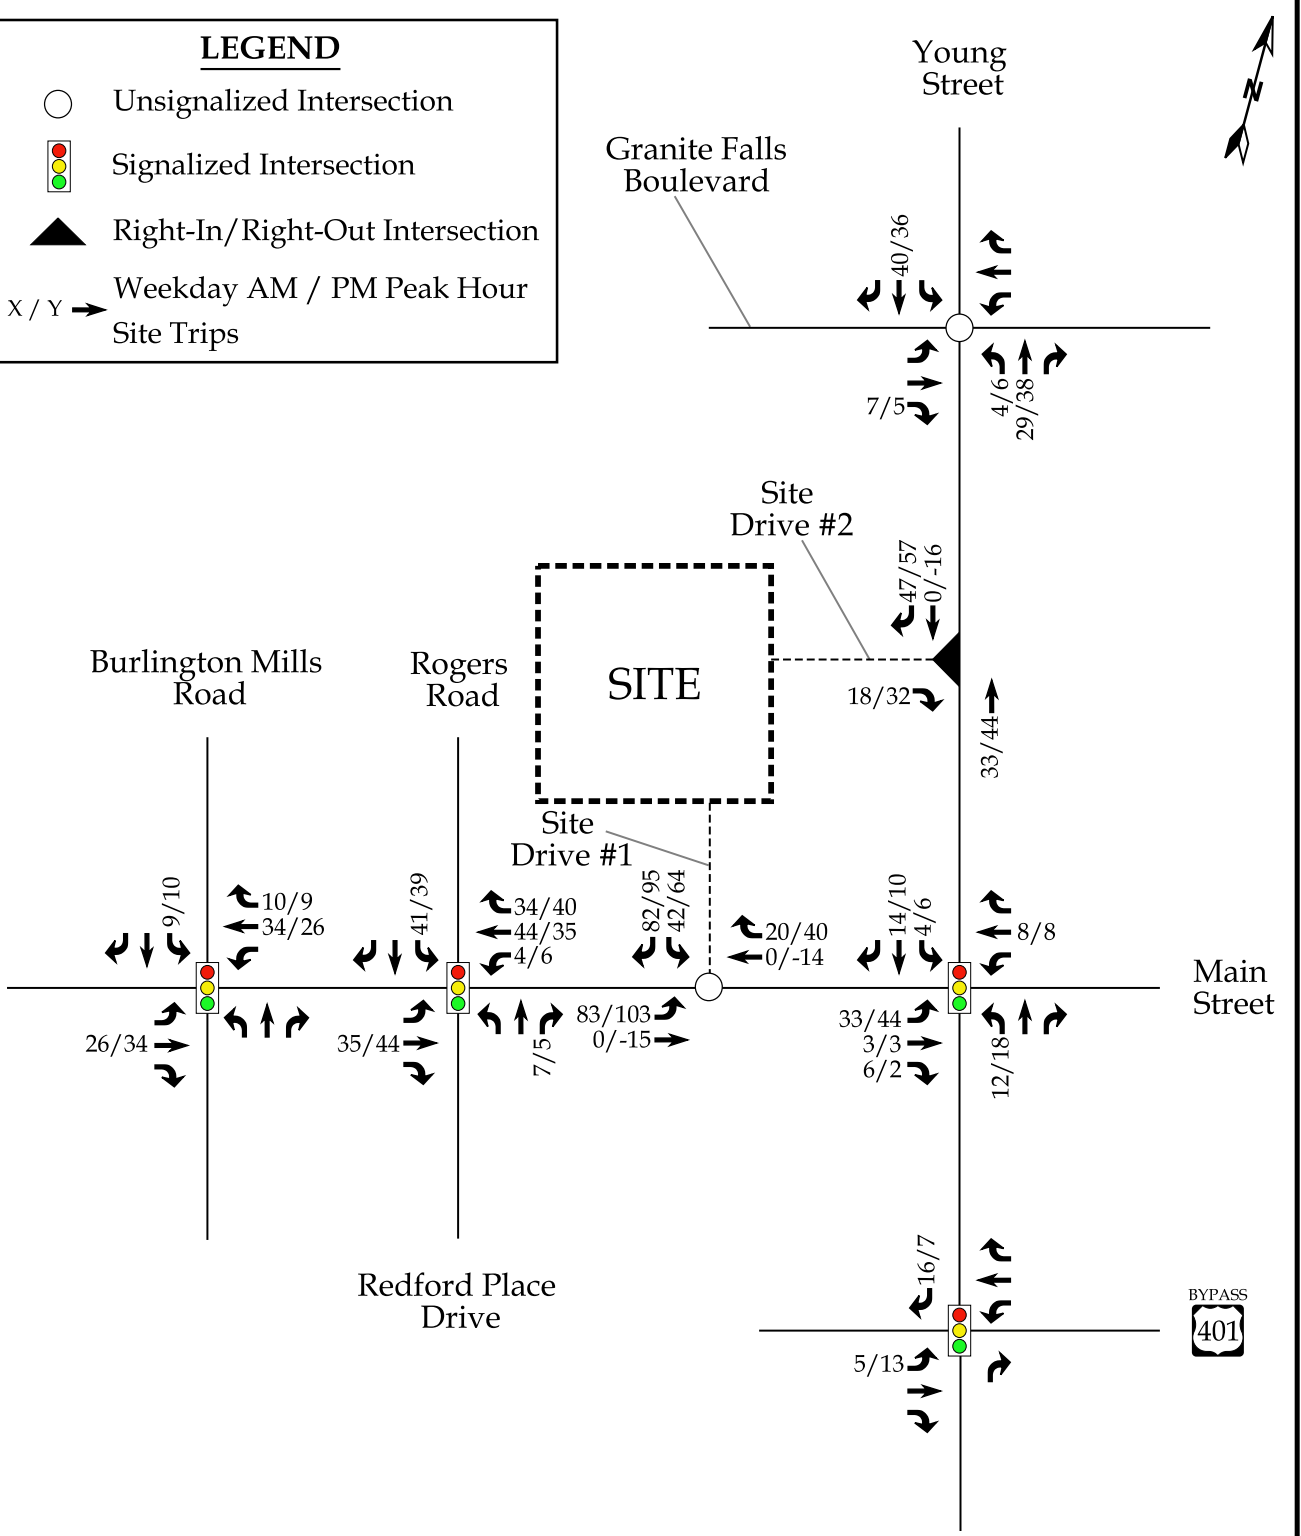 LEGEND
Unsignalized Intersection
Signalized Intersection
Right-In/Right-Out Intersection
X / Y
Weekday AM / PM Peak Hour
Site Trips
Young
Street
N
Granite Falls
Boulevard
40/36
7/5
4/6
29/38
Site
Drive #2
47/57
0/-16
18/32
33/44
SITE
Burlington Mills
Road
Rogers
Road
Site
Drive #1
9/10
10/9
34/26
26/34
41/39
34/40
44/35
4/6
35/44
7/5
82/95
42/64
20/40
0/-14
83/103
0/-15
14/10
4/6
8/8
33/44
3/3
6/2
12/18
Main
Street
Redford Place
Drive
16/7
5/13
BYPASS
401